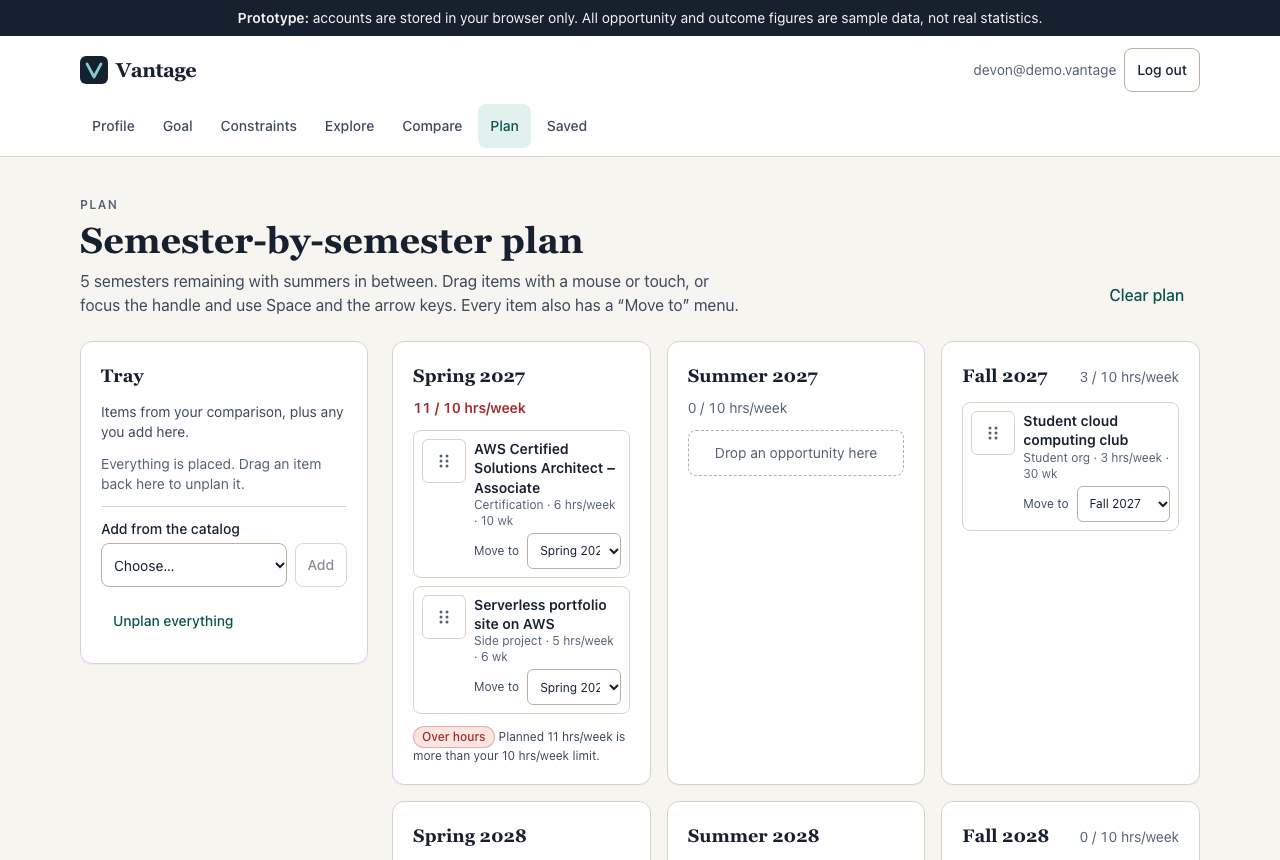 Prototype: accounts are stored in your browser only. All opportunity and outcome figures are sample data, not real statistics.
Vantage
devon@demo.vantage
Log out
Profile
Goal
Constraints
Explore
Compare
Plan
Saved
PLAN
Semester-by-semester plan
5 semesters remaining with summers in between. Drag items with a mouse or touch, or
focus the handle and use Space and the arrow keys. Every item also has a “Move to” menu.
Clear plan
Tray
Items from your comparison, plus any
you add here.
Everything is placed. Drag an item
back here to unplan it.
Add from the catalog
Choose...
Add
Unplan everything
Spring 2027
11 / 10 hrs/week
AWS Certified
Solutions Architect –
Associate
Certification · 6 hrs/week
· 10 wk
Move to
Spring 202
Serverless portfolio
site on AWS
Side project · 5 hrs/week
· 6 wk
Move to
Spring 202
Over hours Planned 11 hrs/week is
more than your 10 hrs/week limit.
Summer 2027
0 / 10 hrs/week
Drop an opportunity here
Fall 2027
3 / 10 hrs/week
Student cloud
computing club
Student org · 3 hrs/week ·
30 wk
Move to
Fall 2027
Spring 2028
Summer 2028
Fall 2028
0 / 10 hrs/week